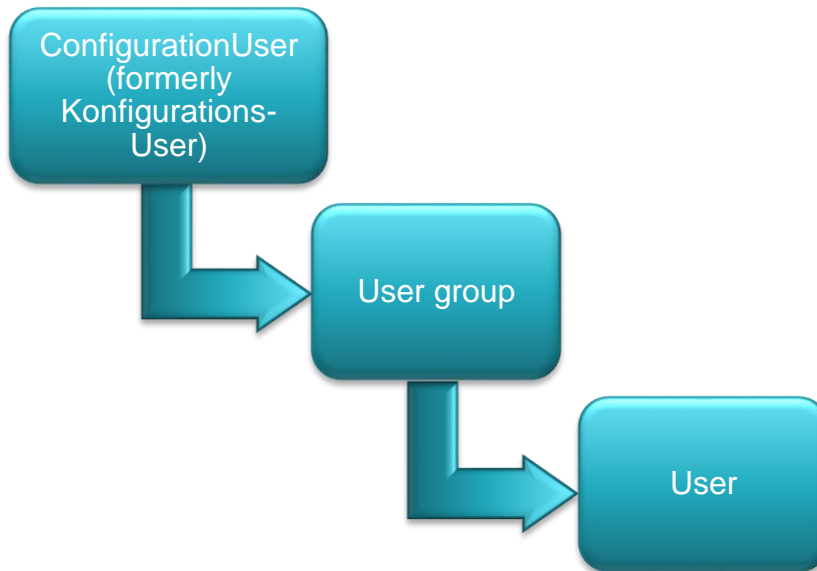 ConfigurationUser
(formerly
Konfigurations-
User)
User group
User